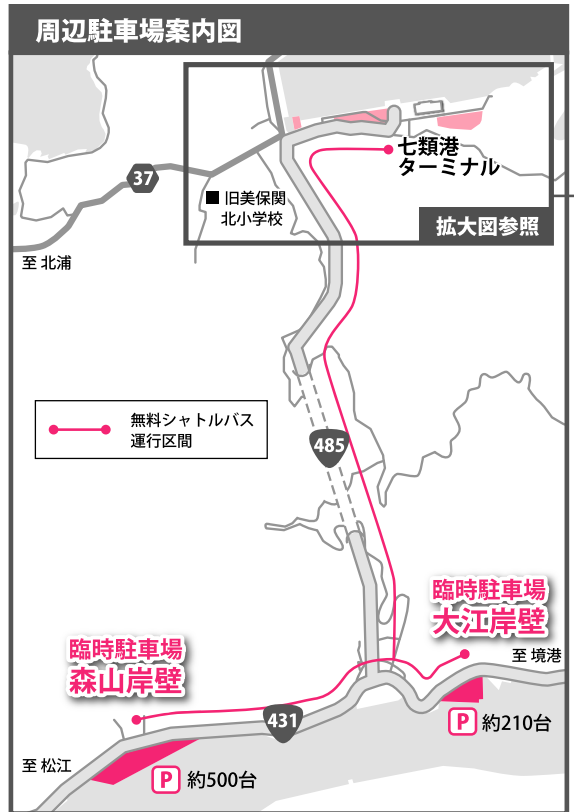 周辺駐車場案内図
七類港
ターミナル
37
旧美保関
北小学校
拡大図参照
至 北浦
無料シャトルバス
運行区間
485
臨時駐車場
大江岸壁
臨時駐車場
森山岸壁
至 境港
431
P 約210台
至 松江
P 約500台